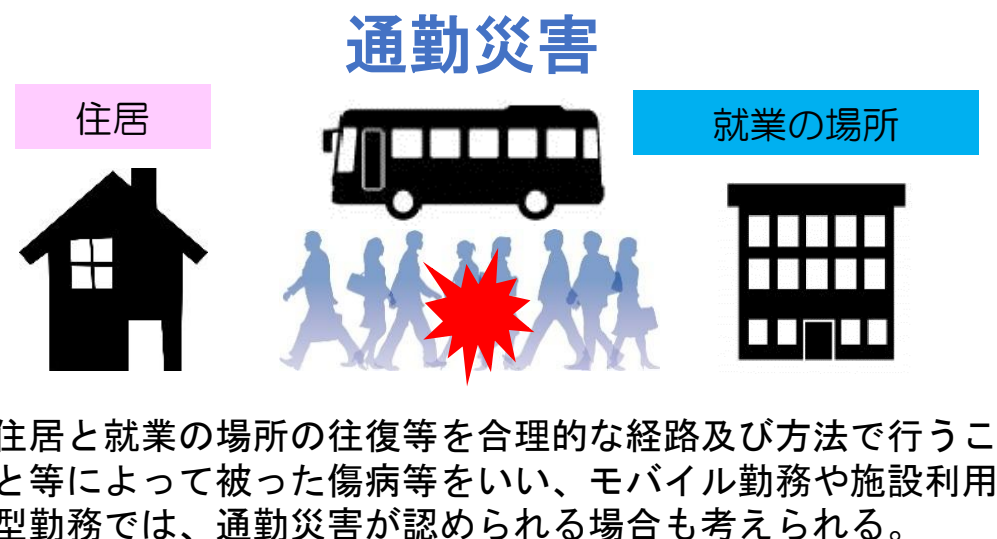 通勤災害
住居
就業の場所
住居と就業の場所の往復等を合理的な経路及び方法で行うこ
と等によって被った傷病等をいい、モバイル勤務や施設利用
型勤務では、通勤災害が認められる場合も考えられる。